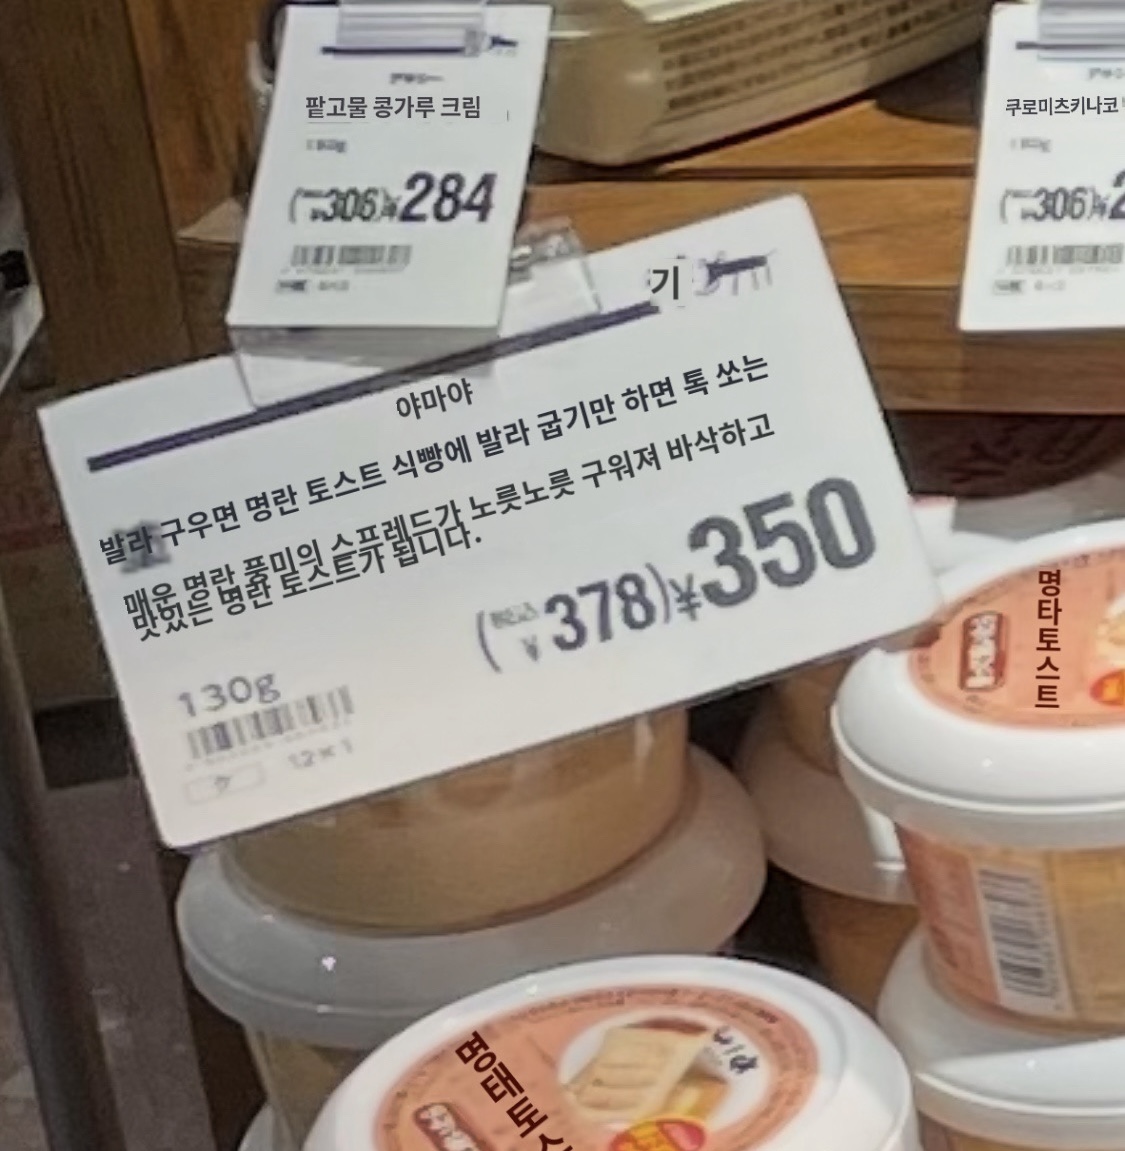 팥고물 콩가루 크림
(¥306)¥284
쿠로미츠키나코
(¥306)¥2
기
야마야
발라 구우면 명란 토스트 식빵에 발라 굽기만 하면 톡 쏘는
매운 명란 풍미의 스프레드가 노릇노릇 구워져 바삭하고
맛있는 명란 토스트가 됩니다.
(税込¥378)¥350
130g
12×1
명타토스트